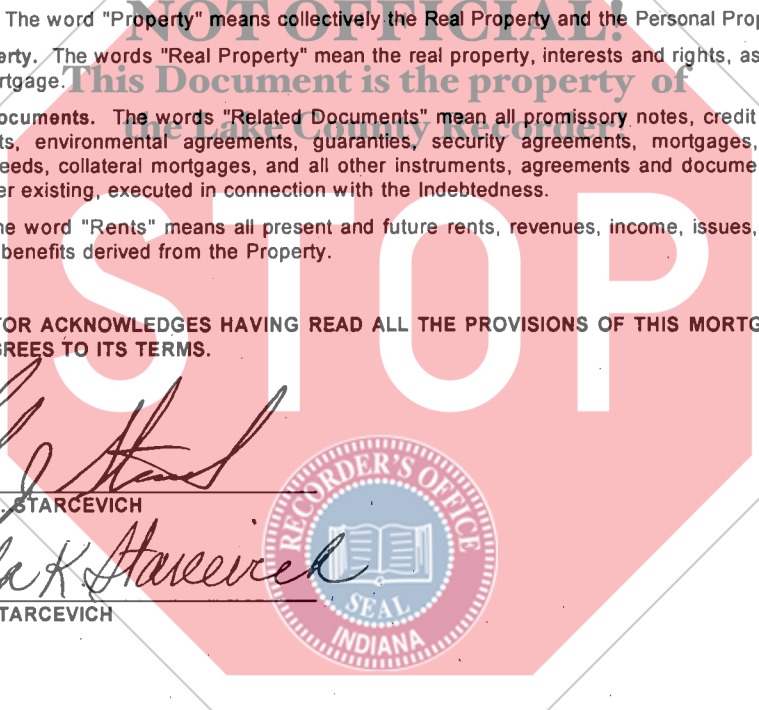 NOT OFFICIAL!
The word "Property" means collectively the Real Property and the Personal Prop
erty. The words "Real Property" mean the real property, interests and rights, as
rtgage.
This Document is the property of
ocuments. The words "Related Documents" mean all promissory notes, credit
the Lake County Recorder!
ts, environmental agreements, guaranties, security agreements, mortgages,
eeds, collateral mortgages, and all other instruments, agreements and docume
er existing, executed in connection with the Indebtedness.
he word "Rents" means all present and future rents, revenues, income, issues,
benefits derived from the Property.
STOP
TOR ACKNOWLEDGES HAVING READ ALL THE PROVISIONS OF THIS MORTG
GREES TO ITS TERMS.
STARCEVICH
K. Starcevich
TARCEVICH
RECORDER'S OFFICE
SEAL
INDIANA